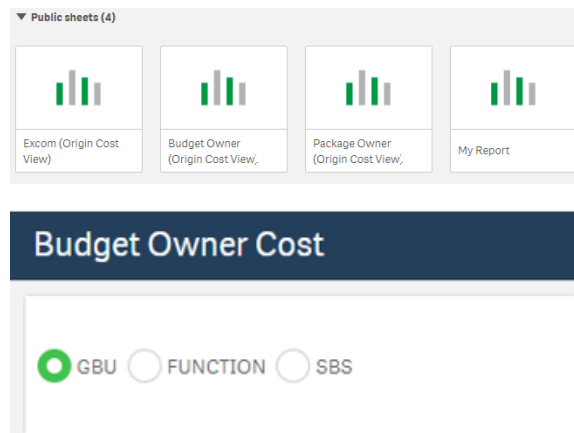 Public sheets (4)
Excom (Origin Cost
View)
Budget Owner
(Origin Cost View)
Package Owner
(Origin Cost View)
My Report
Budget Owner Cost
GBU FUNCTION SBS